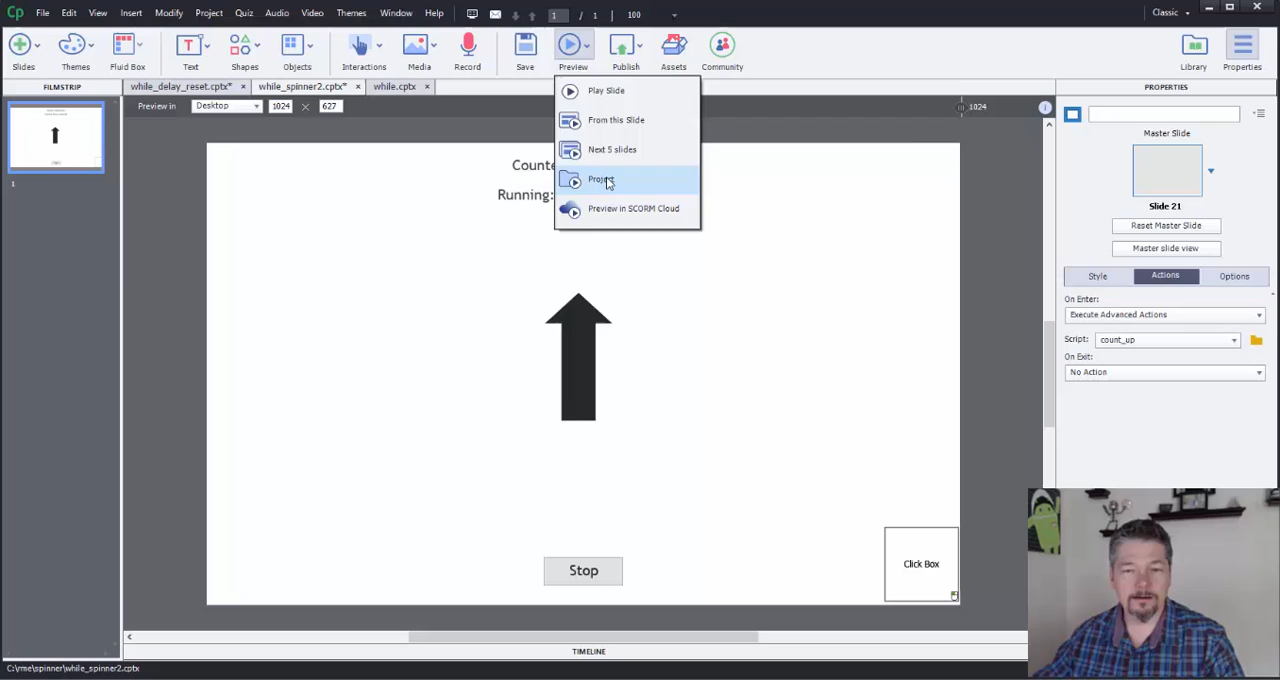 Cp File Edit View Insert Modify Project Quiz Audio Video Themes Window Help 1 / 1 100 Classic
Slides Themes Fluid Box Text Shapes Objects Interactions Media Record Save Preview Publish Assets Community Library Properties
FILMSTRIP while_delay_reset.cptx* × while_spinner2.cptx* × while.cptx × PROPERTIES
Preview in Desktop 1024 × 627 1024
Play Slide
From this Slide
Next 5 slides
Project
Preview in SCORM Cloud
1
Running:
Stop
Click Box
Master Slide
Slide 21
Reset Master Slide
Master slide view
Style Actions Options
On Enter:
Execute Advanced Actions
Script: count_up
On Exit:
No Action
TIMELINE
C:\rme\spinner\while_spinner2.cptx